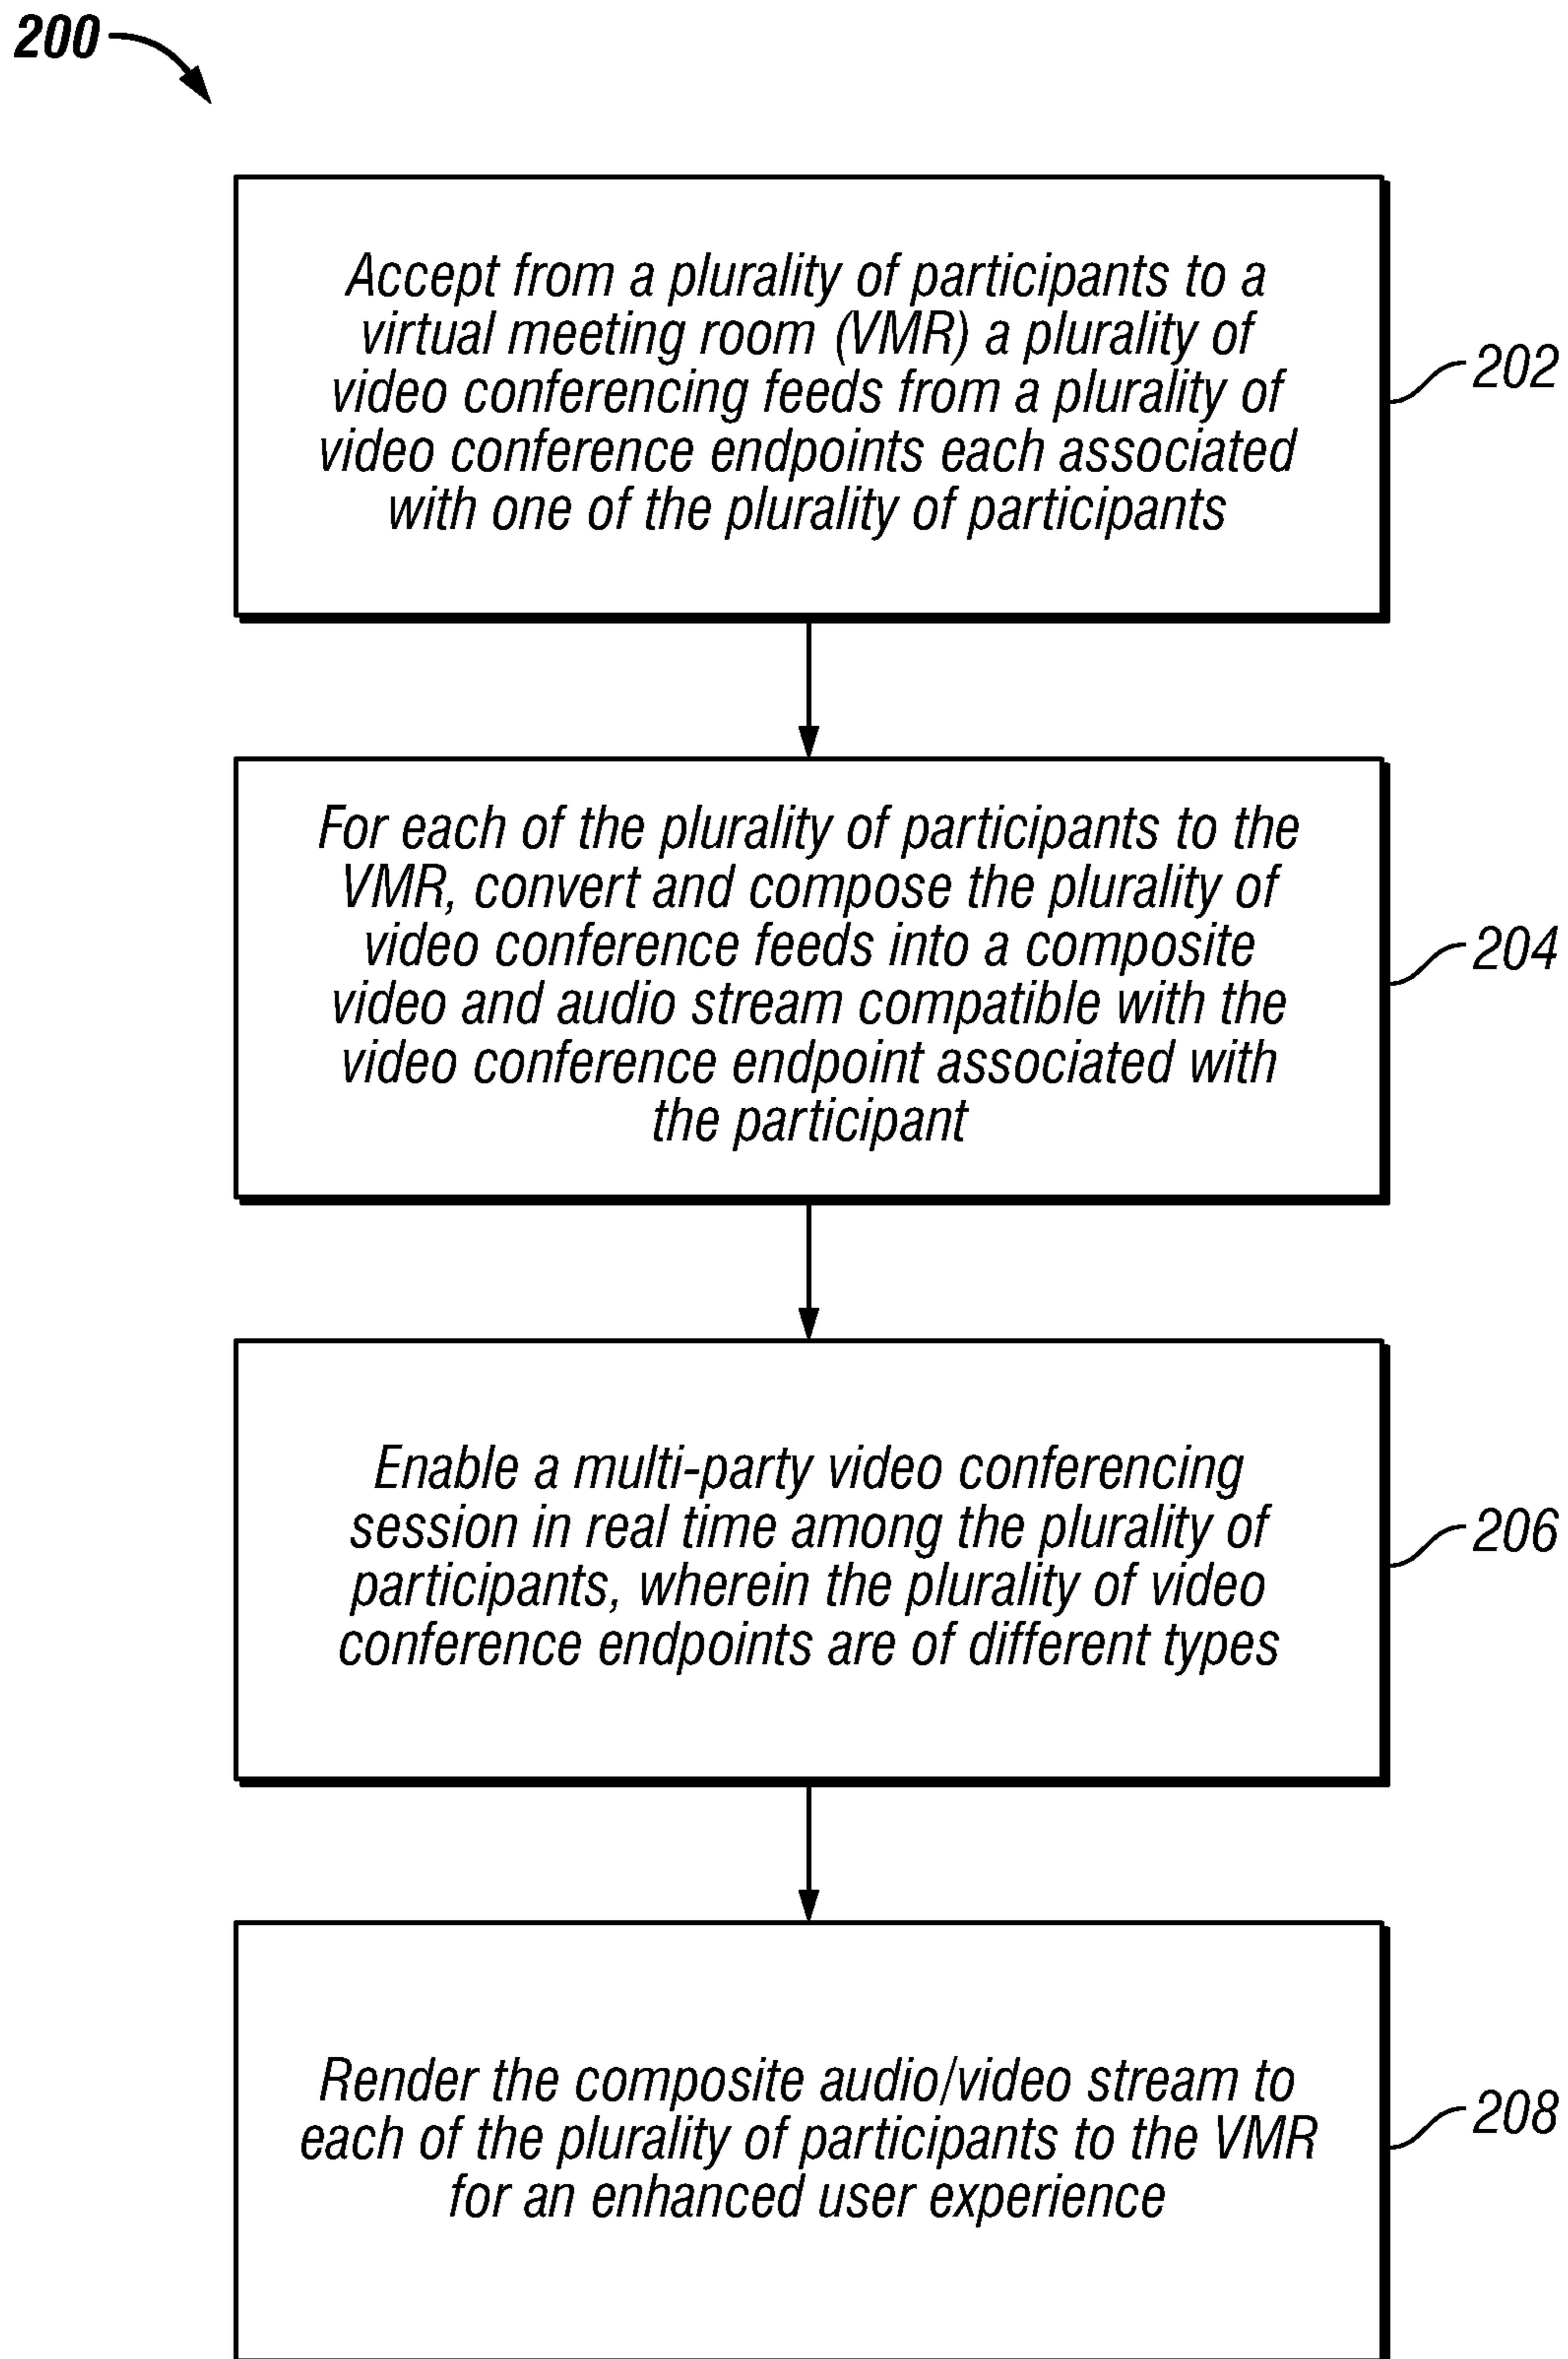 200
Accept from a plurality of participants to a
virtual meeting room (VMR) a plurality of
video conferencing feeds from a plurality of
video conference endpoints each associated
with one of the plurality of participants
202
For each of the plurality of participants to the
VMR, convert and compose the plurality of
video conference feeds into a composite
video and audio stream compatible with the
video conference endpoint associated with
the participant
204
Enable a multi-party video conferencing
session in real time among the plurality of
participants, wherein the plurality of video
conference endpoints are of different types
206
Render the composite audio/video stream to
each of the plurality of participants to the VMR
for an enhanced user experience
208